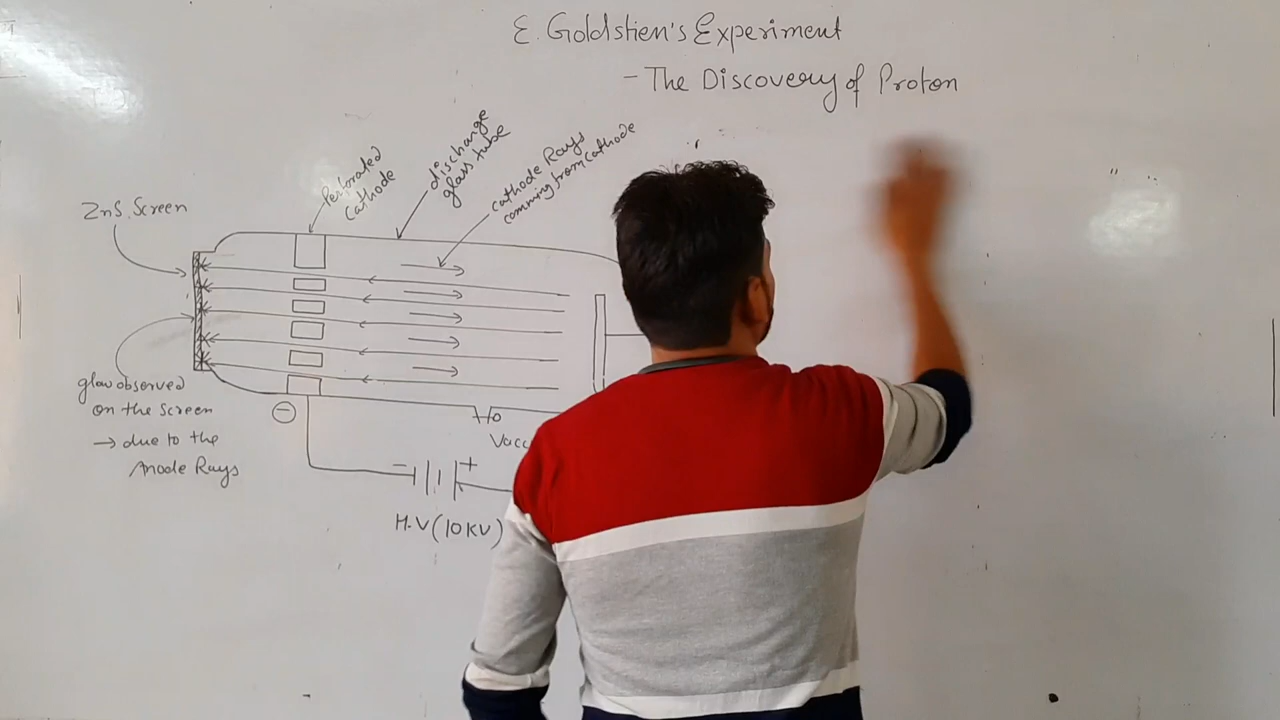 E. Goldstien's Experiment
- The Discovery of Proton
ZnS Screen
Perforated
Cathode
discharge
glass tube
Cathode Rays
comming from cathode
glow observed
on the screen
→ due to the
Anode Rays
−
− +
H.V (10KV)